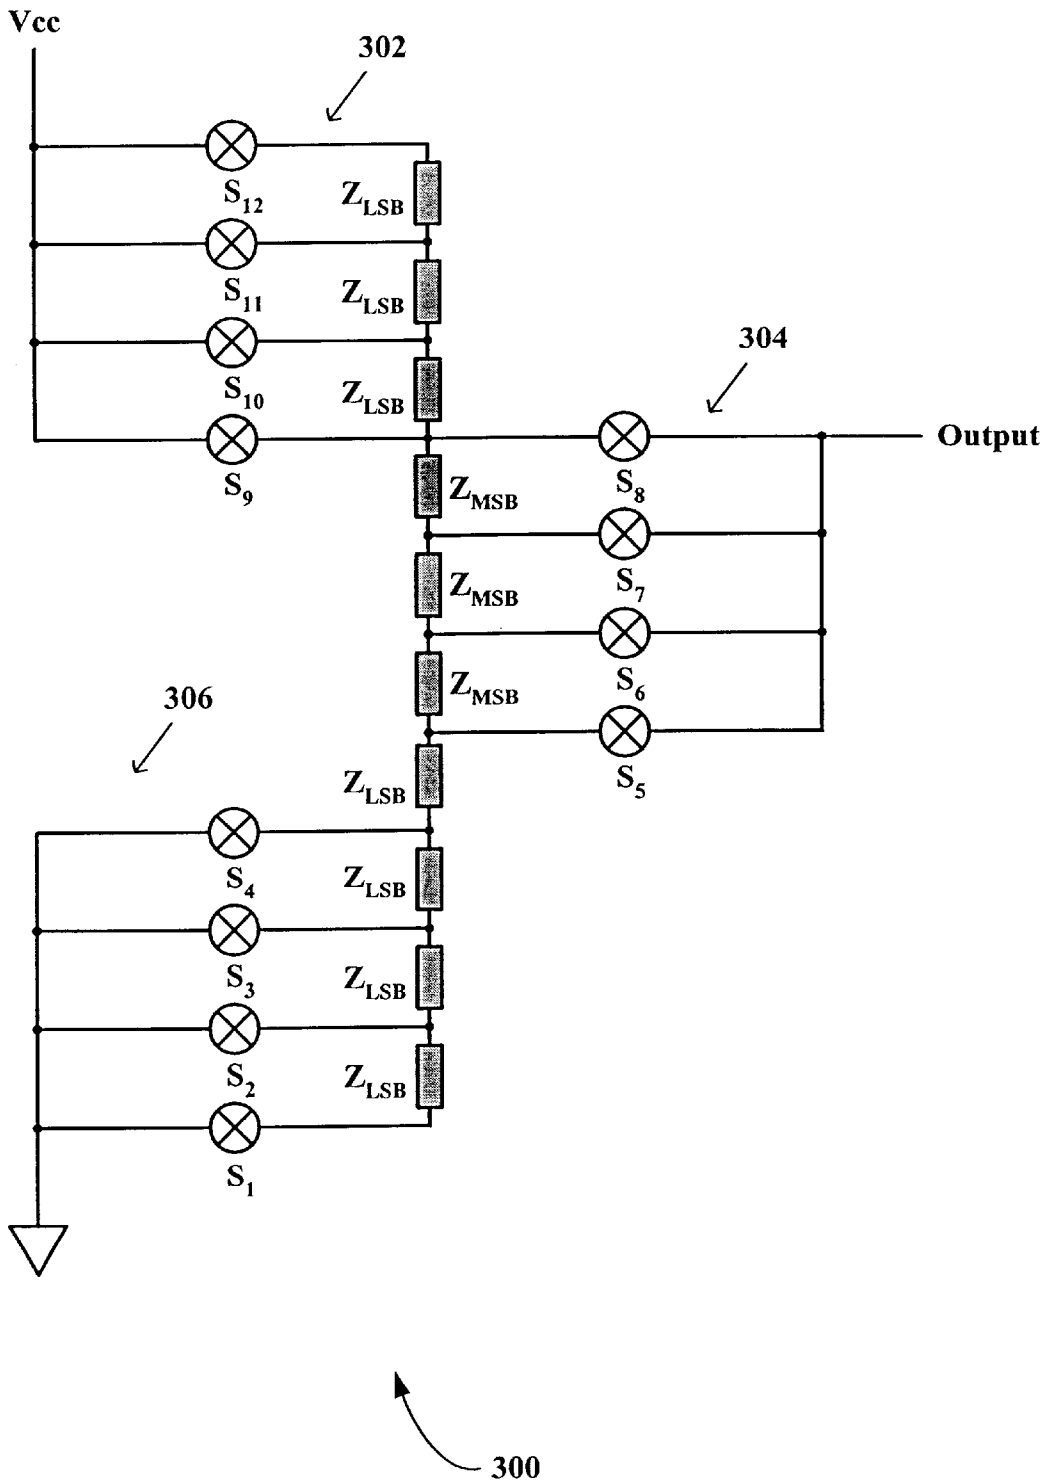 Vcc
302
S12
ZLSB
S11
ZLSB
S10
ZLSB
304
S9
Output
S8
ZMSB
S7
ZMSB
S6
ZMSB
306
S5
ZLSB
S4
ZLSB
S3
ZLSB
S2
ZLSB
S1
300